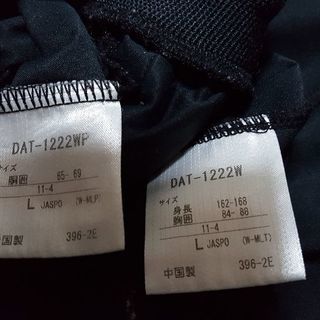 DAT-1222WP
サイズ
胴囲 65-69
11-4
L JASPO (W-MLP)
中国製 396-2E
DAT-1222W
サイズ
身長 162-168
胸囲 84-88
11-4
L JASPO (W-MLT)
中国製 396-2E